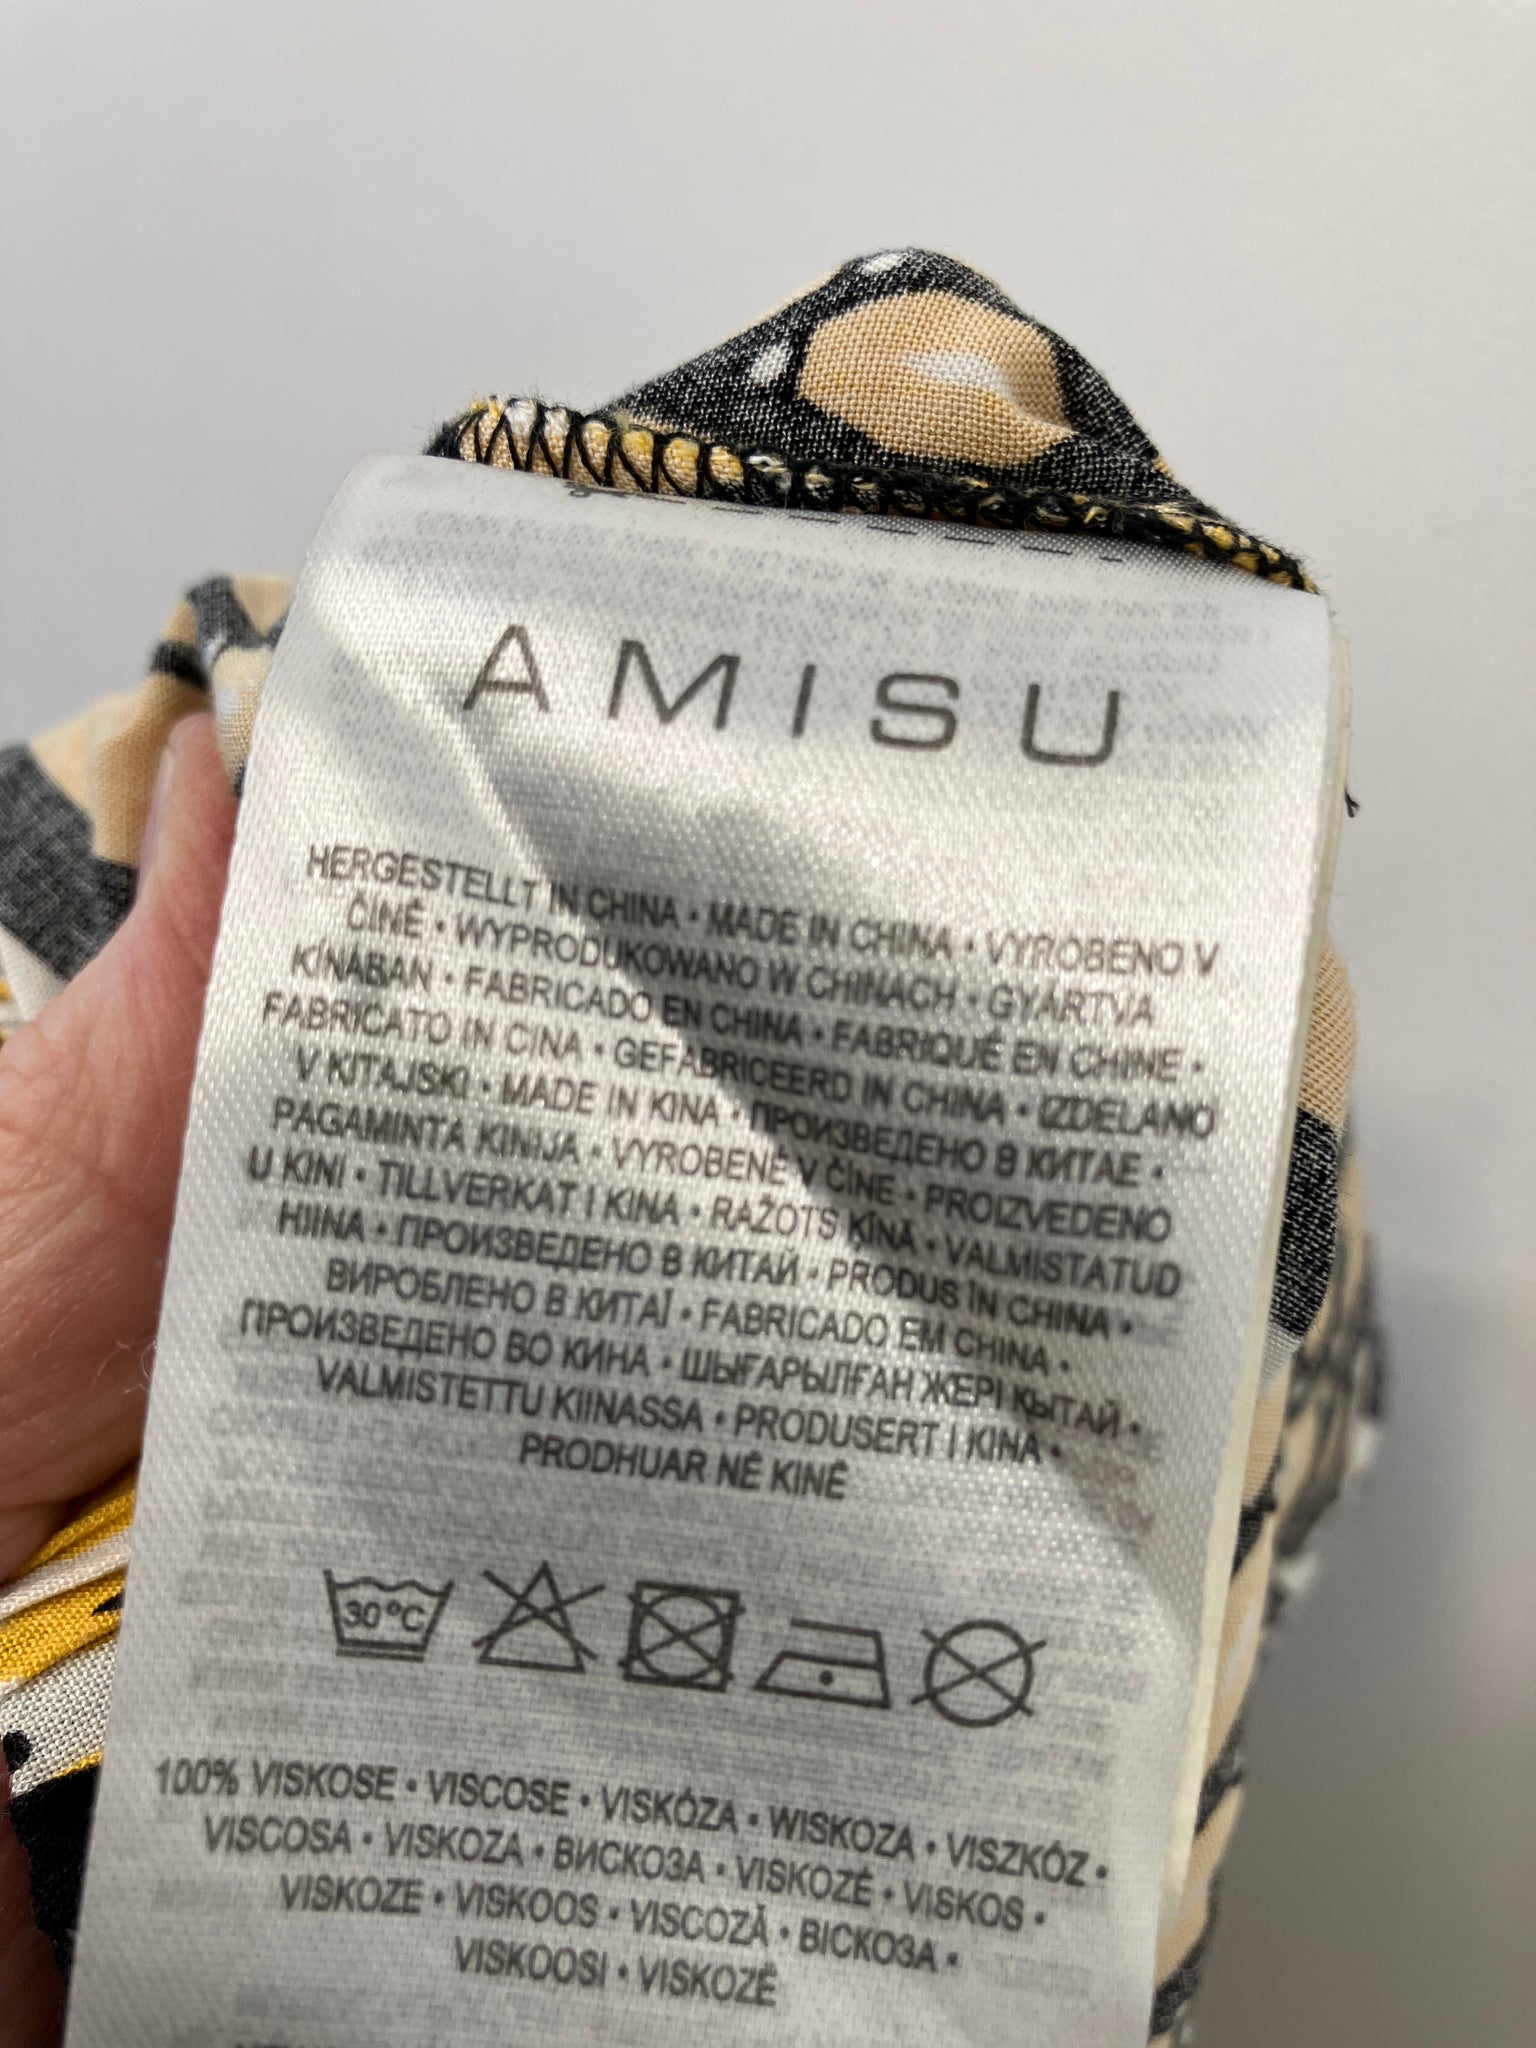 AMISU
HERGESTELLT IN CHINA • MADE IN CHINA • VYROBENO V
ČÍNĚ • WYPRODUKOWANO W CHINACH • GYÁRTVA
KÍNÁBAN • FABRICADO EN CHINA • FABRIQUÉ EN CHINE •
FABRICATO IN CINA • GEFABRICEERD IN CHINA • IZDELANO
V KITAJSKI • MADE IN KINA • ПРОИЗВЕДЕНО В КИТАЕ •
PAGAMINTA KINIJA • VYROBENÉ V ČÍNE • PROIZVEDENO
U KINI • TILLVERKAT I KINA • RAŽOTS ĶĪNĀ • VALMISTATUD
HIINA • ПРОИЗВЕДЕНО В КИТАЙ • PRODUS ÎN CHINA •
ВИРОБЛЕНО В КИТАЇ • FABRICADO EM CHINA •
ПРОИЗВЕДЕНО ВО КИНА • ШЫҒАРЫЛҒАН ЖЕРІ ҚЫТАЙ •
VALMISTETTU KIINASSA • PRODUSERT I KINA •
PRODHUAR NË KINË
30°C
100% VISKOSE • VISCOSE • VISKÓZA • WISKOZA • VISZKÓZ •
VISCOSA • VISKOZA • ВИСКОЗА • VISKOZĖ • VISKOS •
VISKOZE • VISKOOS • VISCOZĂ • ВІСКОЗА •
VISKOOSI • VISKOZË